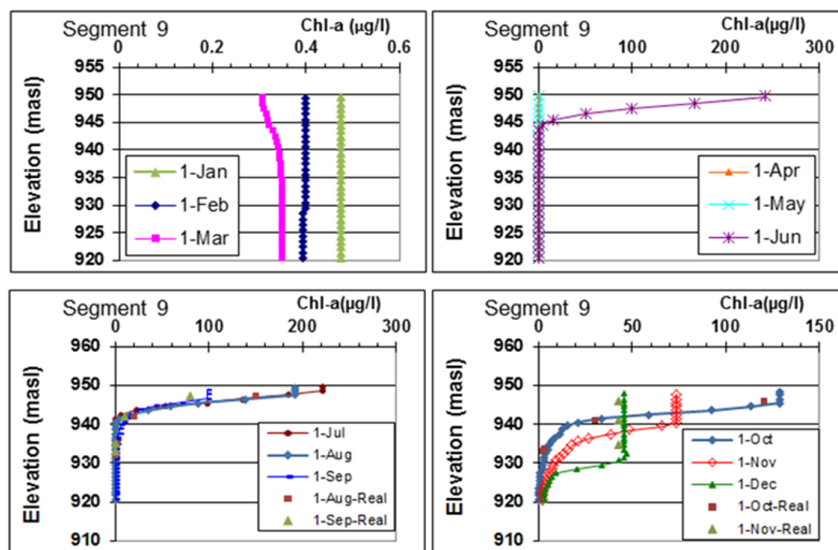 Segment 9
Chl-a (µg/l)
0
0.2
0.4
0.6
Elevation (masl)
955
950
945
940
935
930
925
920
1-Jan
1-Feb
1-Mar
Segment 9
Chl-a(µg/l)
0
100
200
300
Elevation (masl)
955
950
945
940
935
930
925
920
1-Apr
1-May
1-Jun
Segment 9
Chl-a(µg/l)
0
100
200
300
Elevation (masl)
960
950
940
930
920
910
1-Jul
1-Aug
1-Sep
1-Aug-Real
1-Sep-Real
Segment 9
Chl-a(µg/l)
0
50
100
150
Elevation (masl)
960
950
940
930
920
910
1-Oct
1-Nov
1-Dec
1-Oct-Real
1-Nov-Real